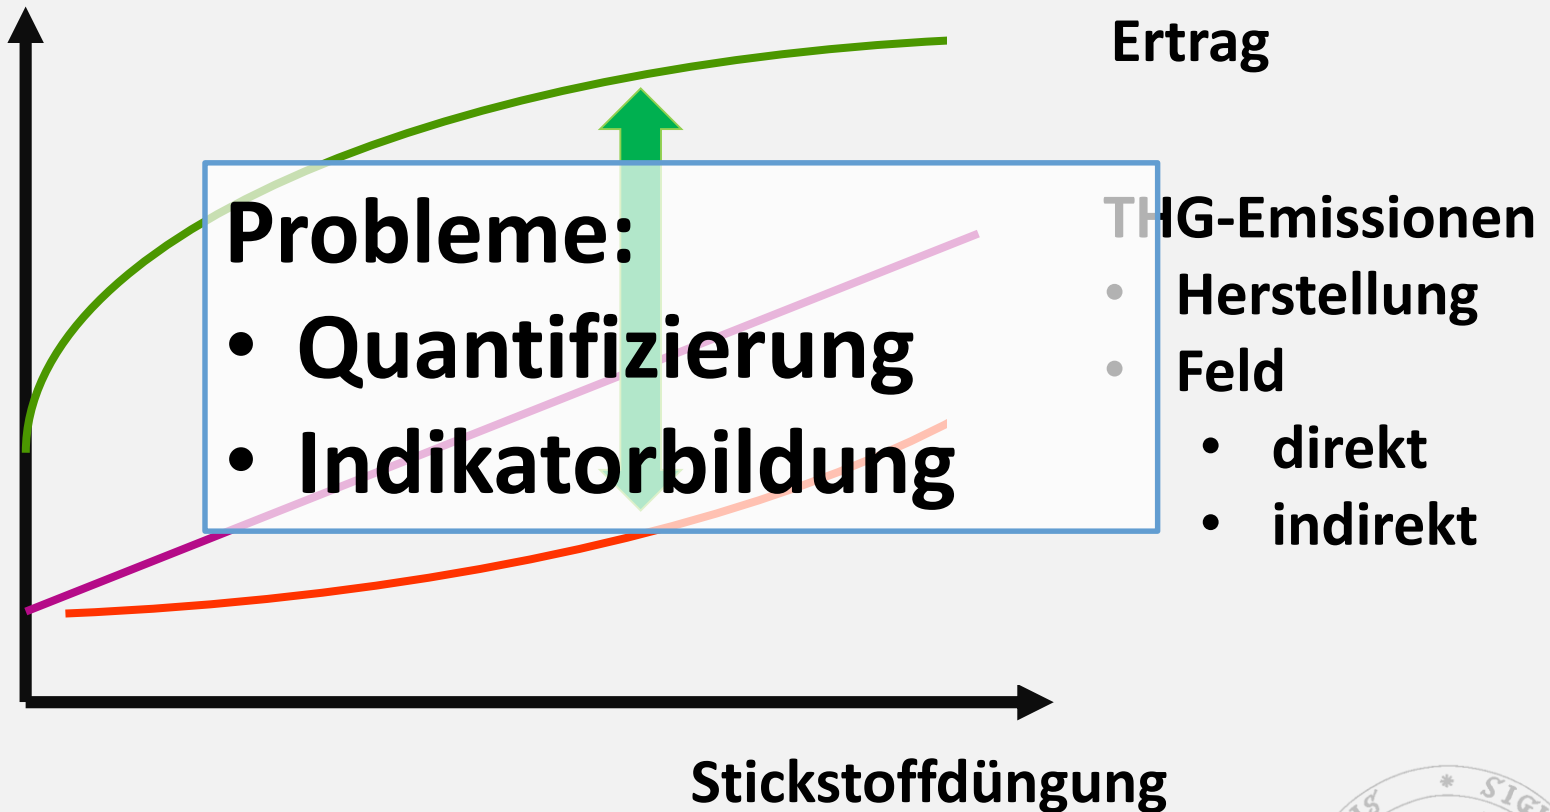 Ertrag
Probleme:
• Quantifizierung
• Indikatorbildung
THG-Emissionen
• Herstellung
• Feld
• direkt
• indirekt
Stickstoffdüngung